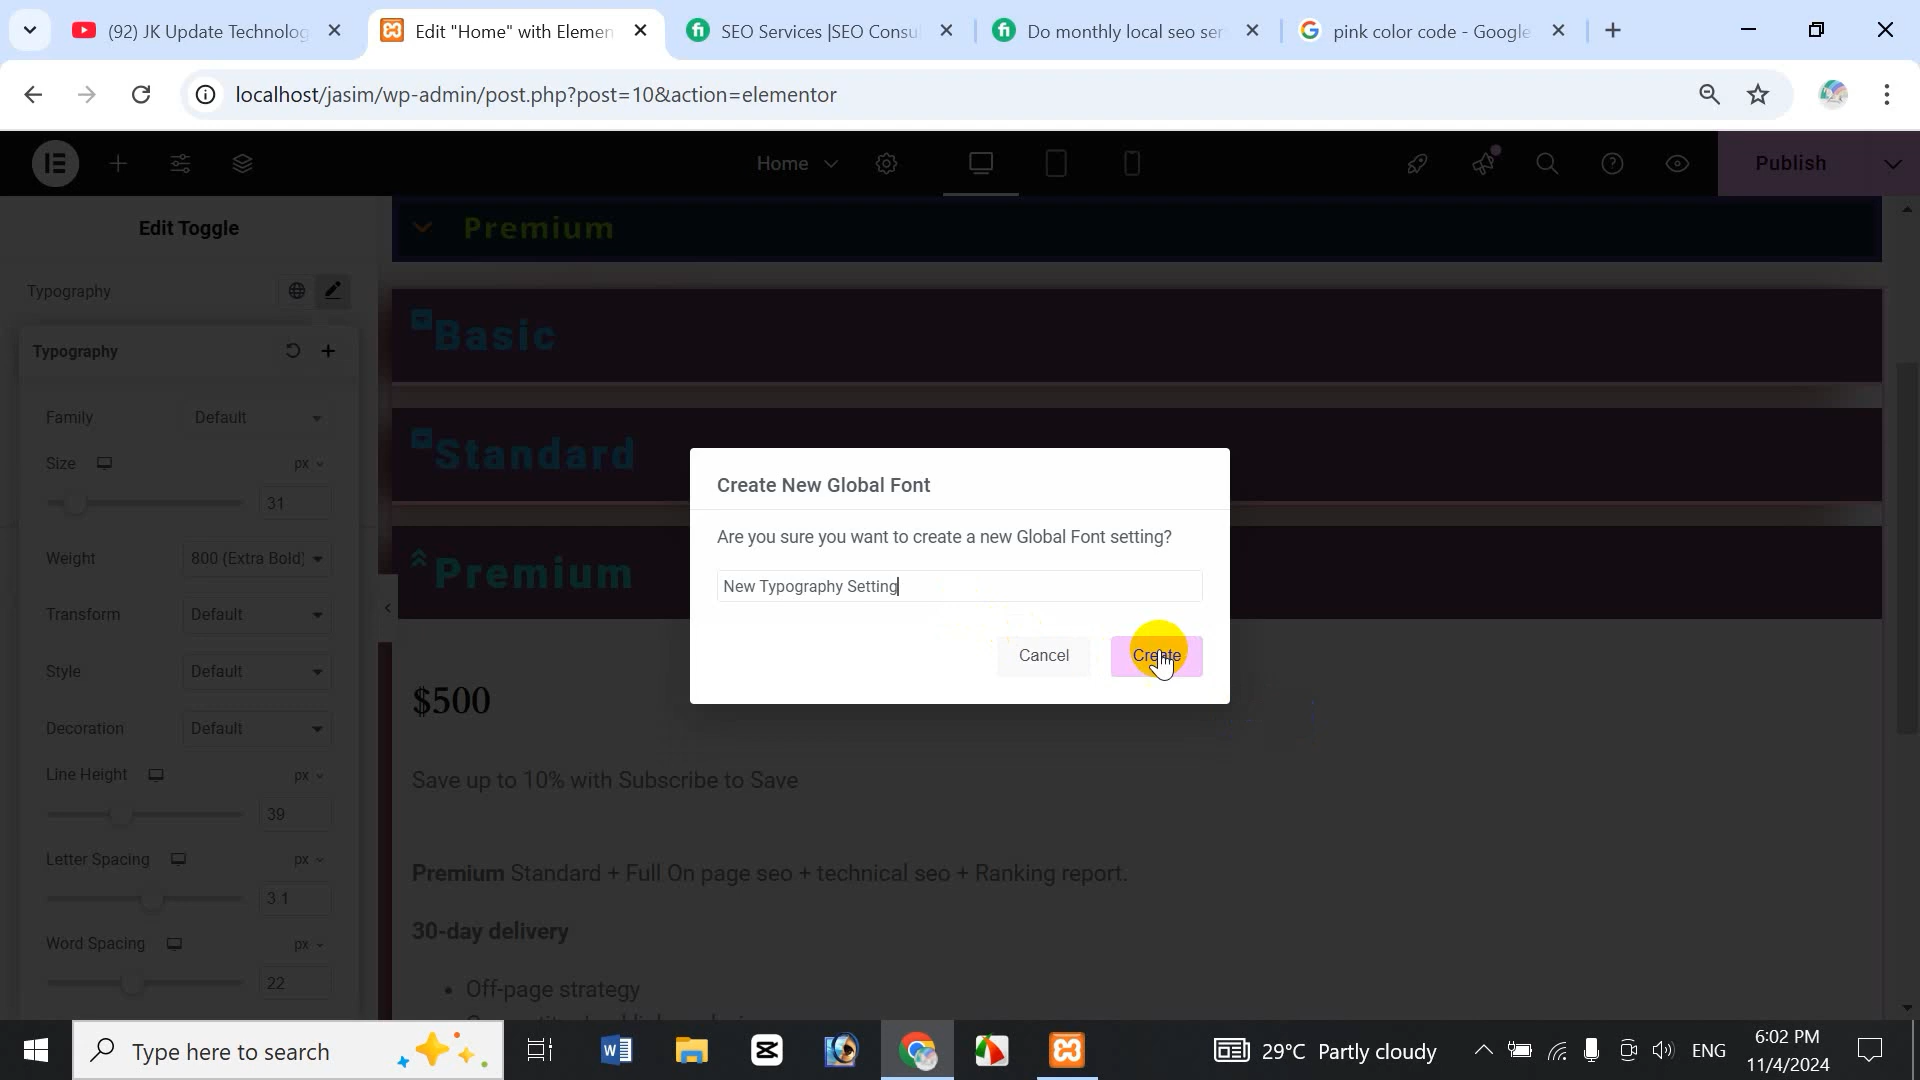 (92) JK Update Technolog
Edit "Home" with Elemen
SEO Services |SEO Consu
Do monthly local seo ser
pink color code - Google
localhost/jasim/wp-admin/post.php?post=10&action=elementor
Home
Publish
Edit Toggle
Typography
Typography
Family
Default
Size
px
31
Weight
800 (Extra Bold)
Transform
Default
Style
Default
Decoration
Default
Line Height
px
39
Letter Spacing
px
3.1
Word Spacing
px
22
Premium
Basic
Standard
Premium
Create New Global Font
Are you sure you want to create a new Global Font setting?
New Typography Setting
Cancel
Create
$500
Save up to 10% with Subscribe to Save
Premium Standard + Full On page seo + technical seo + Ranking report.
30-day delivery
• Off-page strategy
Type here to search
29°C Partly cloudy
ENG
6:02 PM
11/4/2024